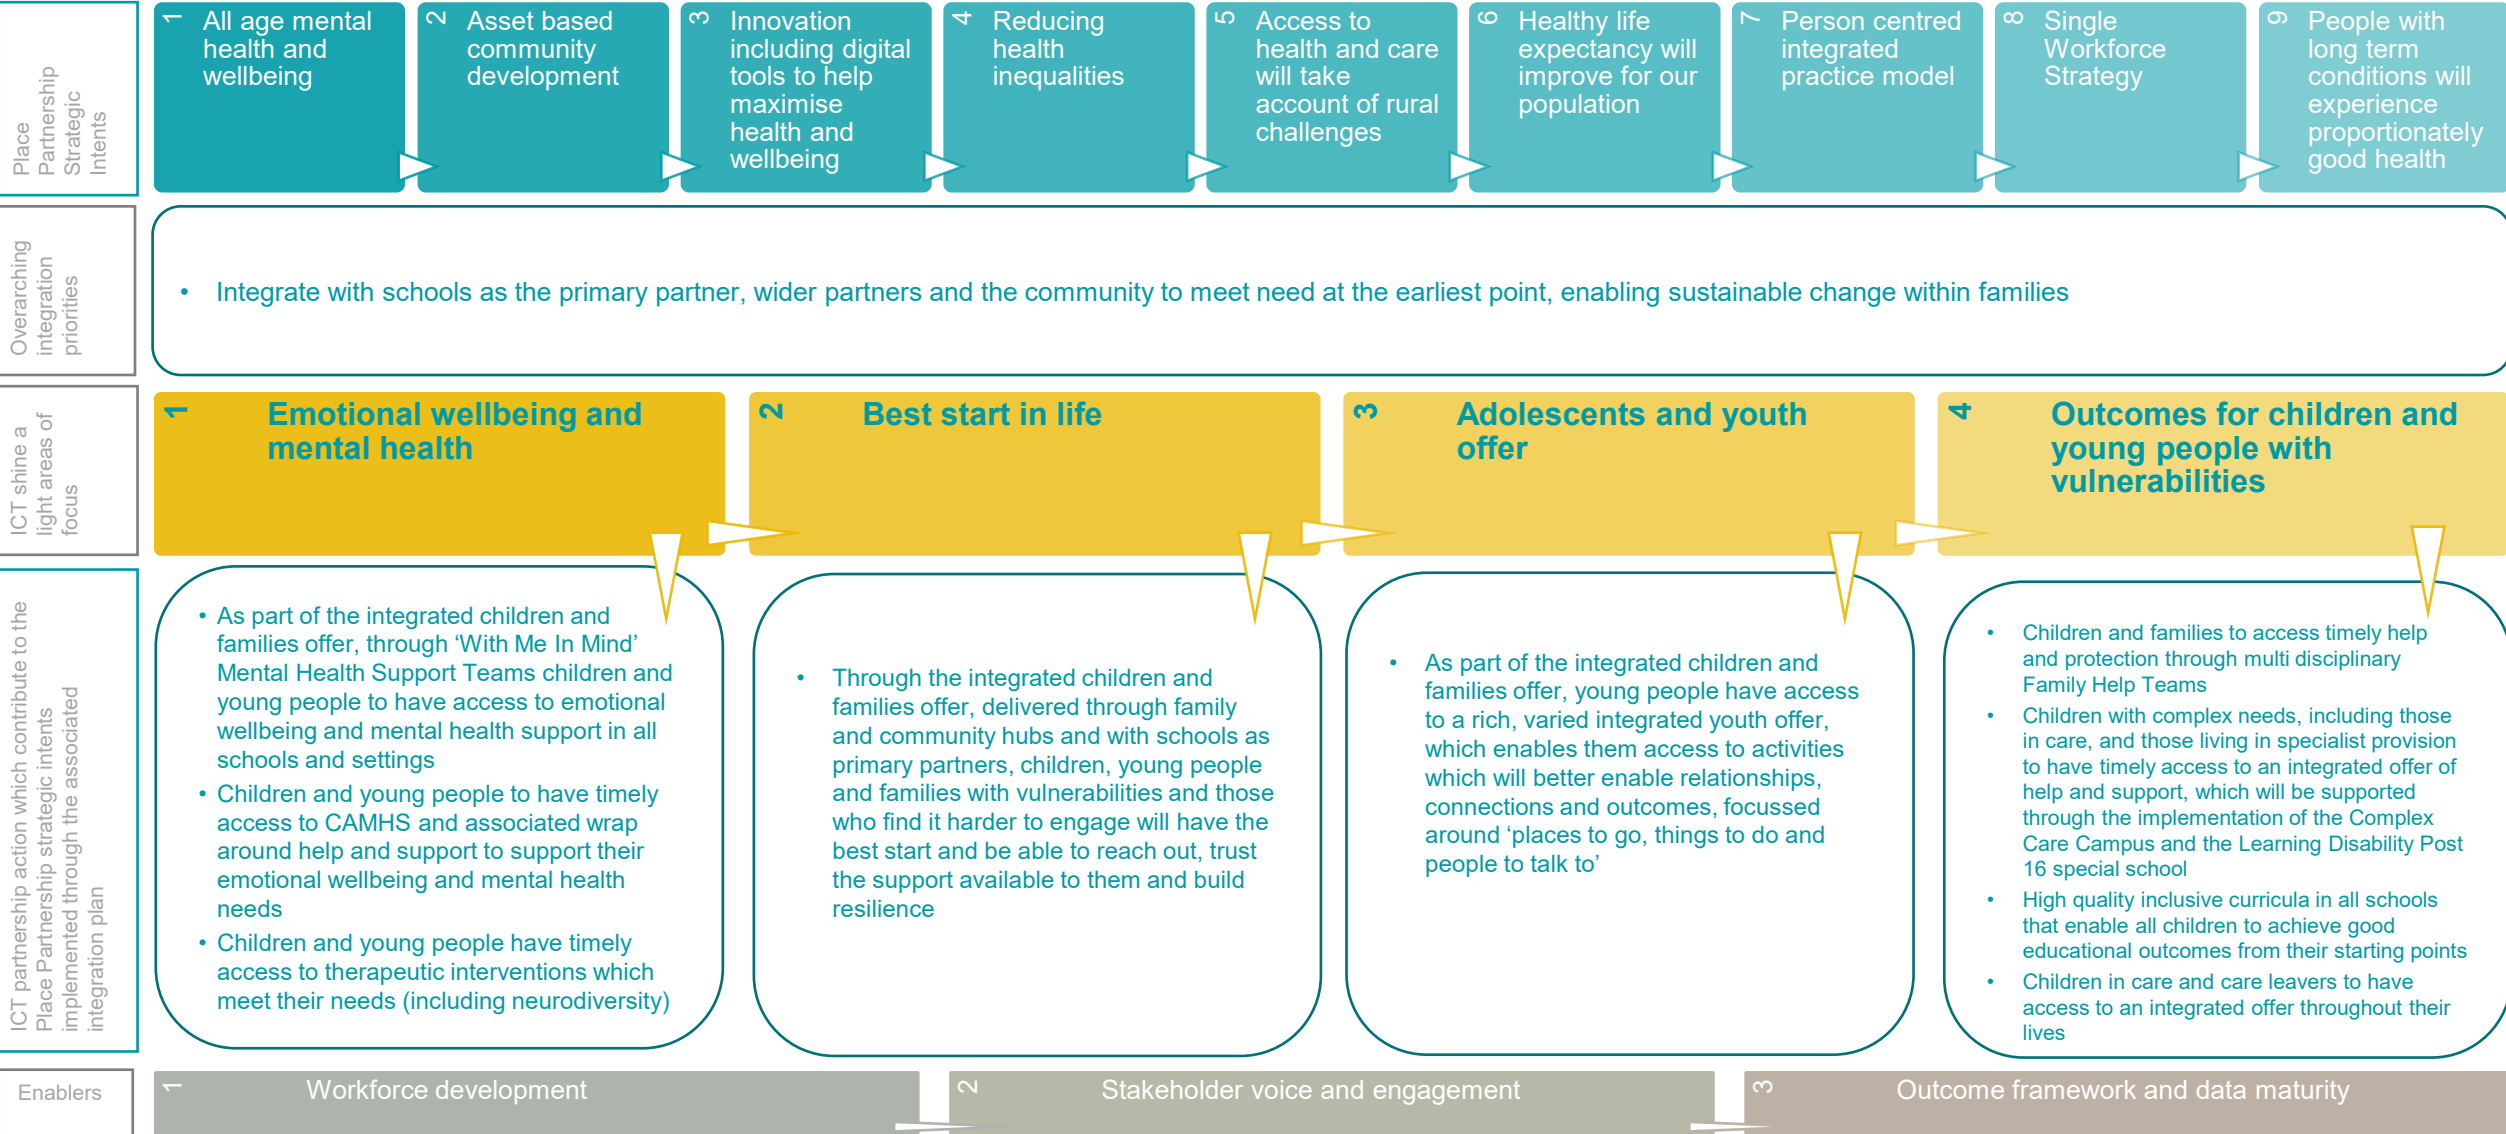 Place
Partnership
Strategic
Intents
1
All age mental
health and
wellbeing
2
Asset based
community
development
3
Innovation
including digital
tools to help
maximise
health and
wellbeing
4
Reducing
health
inequalities
5
Access to
health and care
will take
account of rural
challenges
6
Healthy life
expectancy will
improve for our
population
7
Person centred
integrated
practice model
8
Single
Workforce
Strategy
9
People with
long term
conditions will
experience
proportionately
good health
Overarching
integration
priorities
• Integrate with schools as the primary partner, wider partners and the community to meet need at the earliest point, enabling sustainable change within families
ICT shine a
light areas of
focus
1
Emotional wellbeing and
mental health
2
Best start in life
3
Adolescents and youth
offer
4
Outcomes for children and
young people with
vulnerabilities
ICT partnership action which contribute to the
Place Partnership strategic intents
implemented through the associated
integration plan
• As part of the integrated children and
families offer, through ‘With Me In Mind’
Mental Health Support Teams children and
young people to have access to emotional
wellbeing and mental health support in all
schools and settings
• Children and young people to have timely
access to CAMHS and associated wrap
around help and support to support their
emotional wellbeing and mental health
needs
• Children and young people have timely
access to therapeutic interventions which
meet their needs (including neurodiversity)
• Through the integrated children and
families offer, delivered through family
and community hubs and with schools as
primary partners, children, young people
and families with vulnerabilities and those
who find it harder to engage will have the
best start and be able to reach out, trust
the support available to them and build
resilience
• As part of the integrated children and
families offer, young people have access
to a rich, varied integrated youth offer,
which enables them access to activities
which will better enable relationships,
connections and outcomes, focussed
around ‘places to go, things to do and
people to talk to’
• Children and families to access timely help
and protection through multi disciplinary
Family Help Teams
• Children with complex needs, including those
in care, and those living in specialist provision
to have timely access to an integrated offer of
help and support, which will be supported
through the implementation of the Complex
Care Campus and the Learning Disability Post
16 special school
• High quality inclusive curricula in all schools
that enable all children to achieve good
educational outcomes from their starting points
• Children in care and care leavers to have
access to an integrated offer throughout their
lives
Enablers
1
Workforce development
2
Stakeholder voice and engagement
3
Outcome framework and data maturity